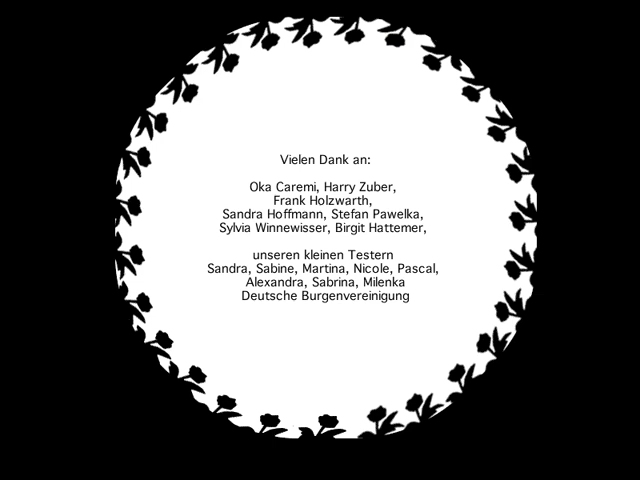 Vielen Dank an:
Oka Caremi, Harry Zuber,
Frank Holzwarth,
Sandra Hoffmann, Stefan Pawelka,
Sylvia Winnewisser, Birgit Hattemer,
unseren kleinen Testern
Sandra, Sabine, Martina, Nicole, Pascal,
Alexandra, Sabrina, Milenka
Deutsche Burgenvereinigung